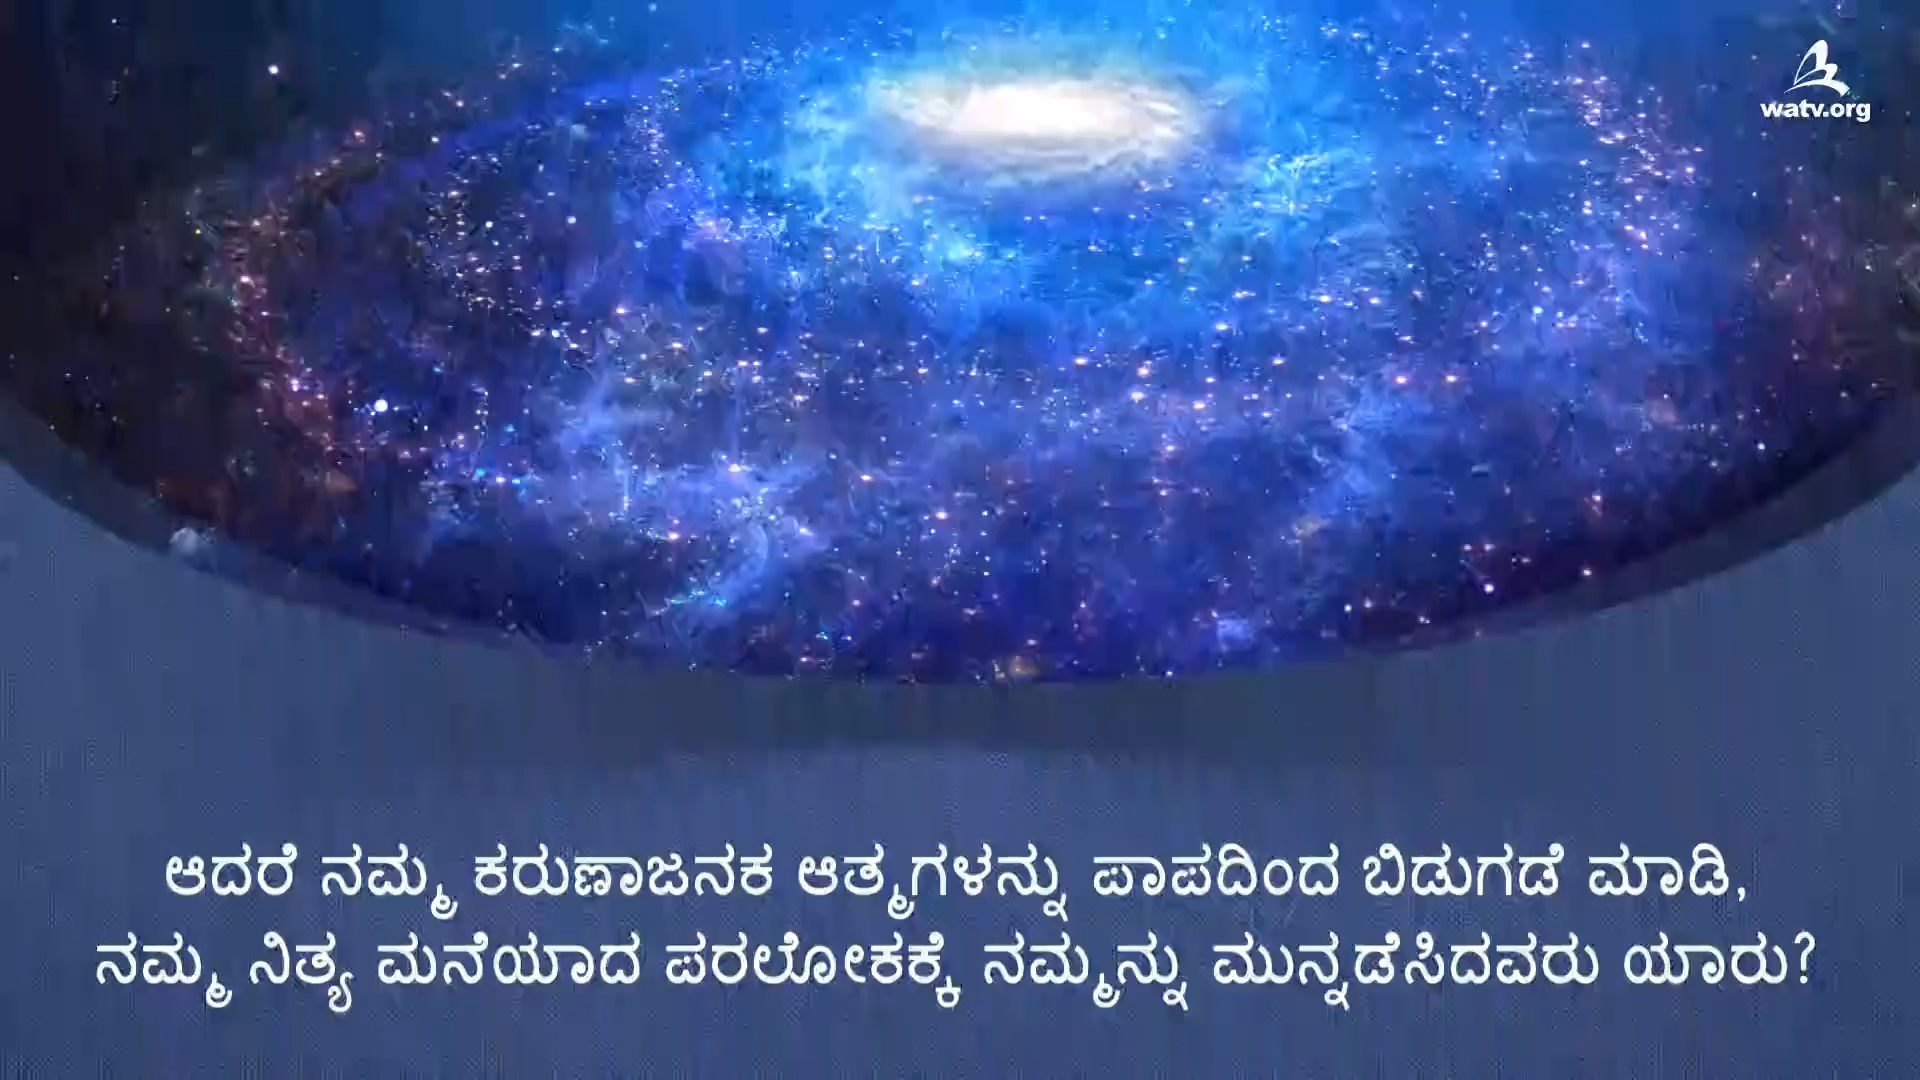 watv.org
ಆದರೆ ನಮ್ಮ ಕರುಣಾಜನಕ ಆತ್ಮಗಳನ್ನು ಪಾಪದಿಂದ ಬಿಡುಗಡೆ ಮಾಡಿ,
ನಮ್ಮ ನಿತ್ಯ ಮನೆಯಾದ ಪರಲೋಕಕ್ಕೆ ನಮ್ಮನ್ನು ಮುನ್ನಡೆಸಿದವರು ಯಾರು?